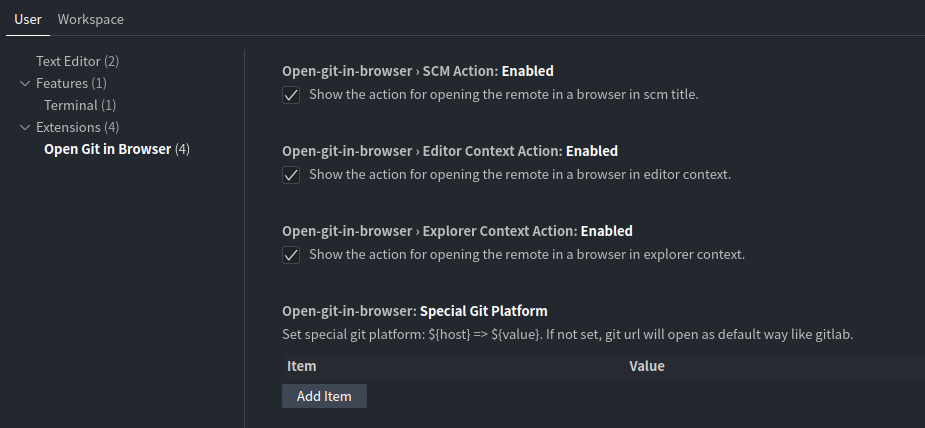 User Workspace
Text Editor (2)
Features (1)
Terminal (1)
Extensions (4)
Open Git in Browser (4)
Open-git-in-browser › SCM Action: Enabled
Show the action for opening the remote in a browser in scm title.
Open-git-in-browser › Editor Context Action: Enabled
Show the action for opening the remote in a browser in editor context.
Open-git-in-browser › Explorer Context Action: Enabled
Show the action for opening the remote in a browser in explorer context.
Open-git-in-browser: Special Git Platform
Set special git platform: ${host} => ${value}. If not set, git url will open as default way like gitlab.
Item Value
Add Item